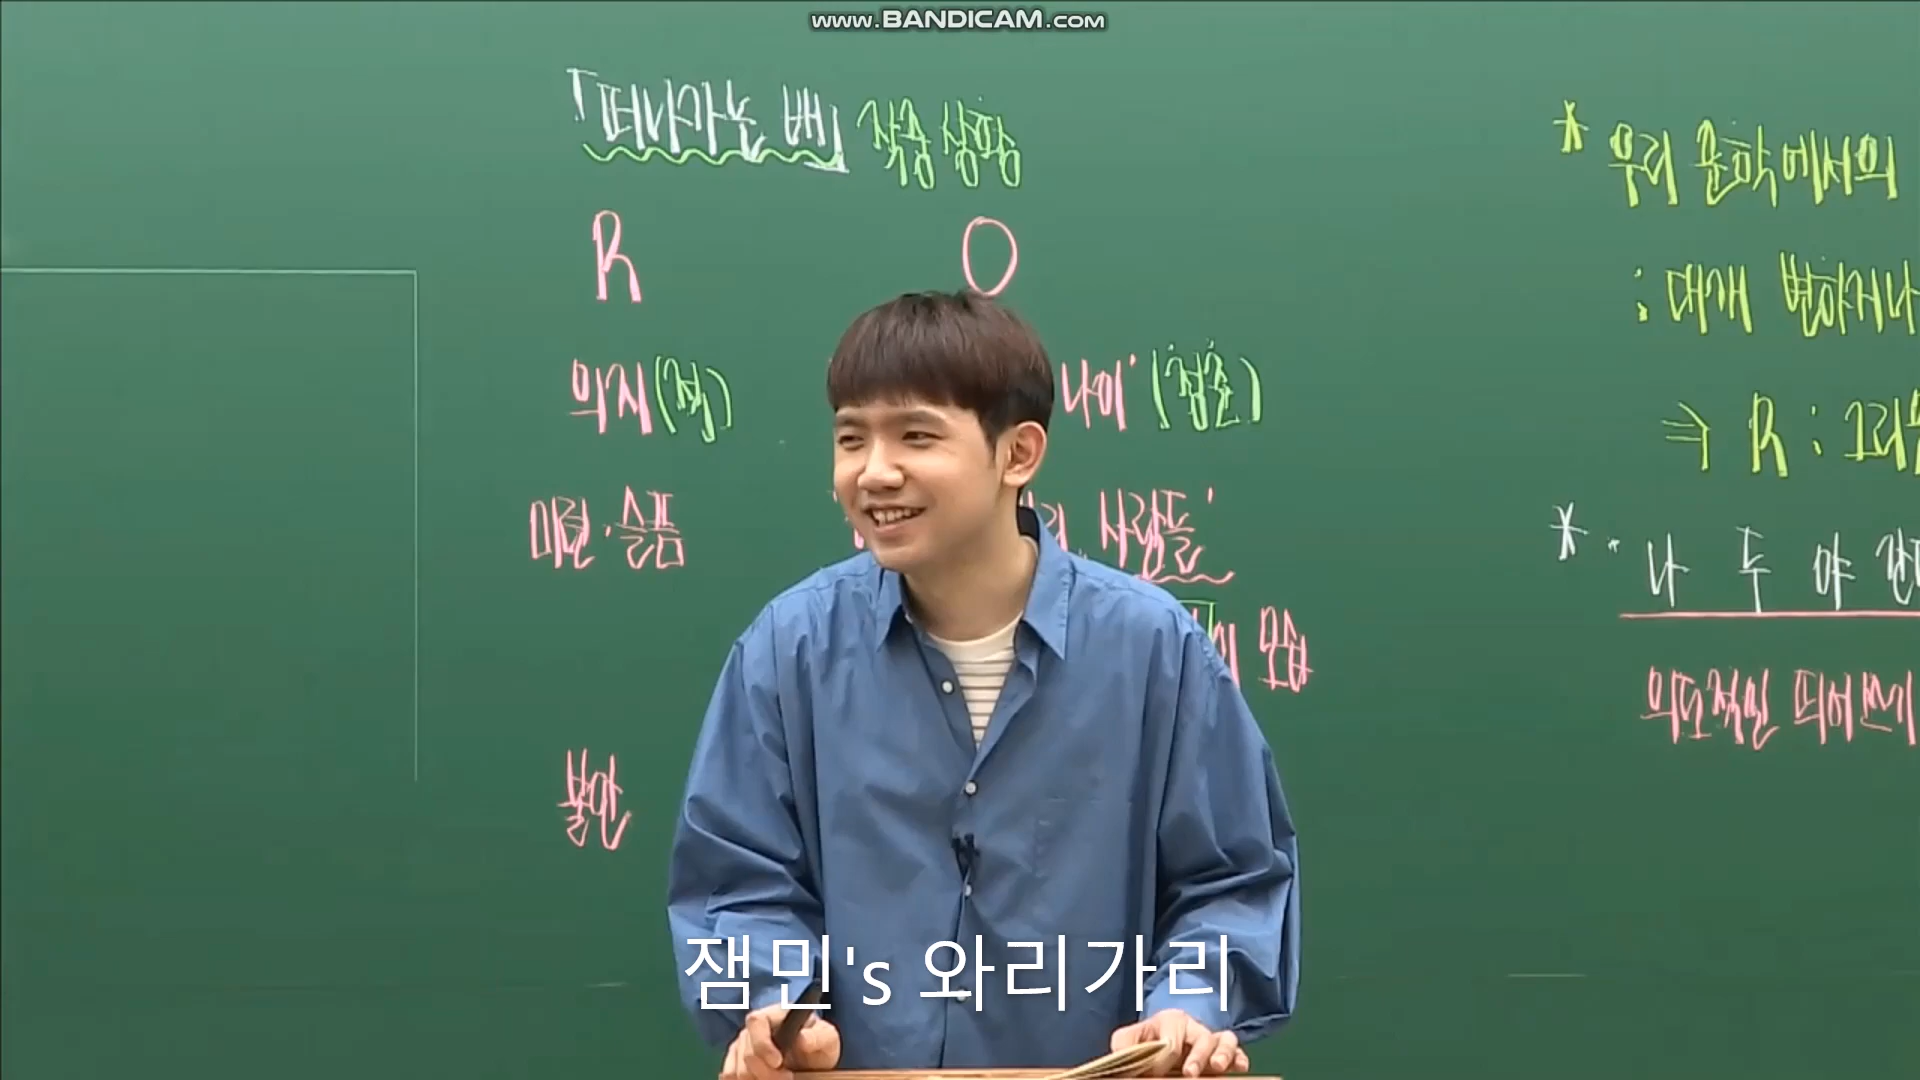 www.BANDICAM.com
「떠나가는 배」 작중상황
R O
의지(적) 나이' (청춘)
미련·슬픔 사람들'
의 모습
불안
* 우리 문학에서의
: 대개 변하거나
⇒ R : 그리
* · 나 두 야
의도적인 띄어쓰기
잼민's 와리가리